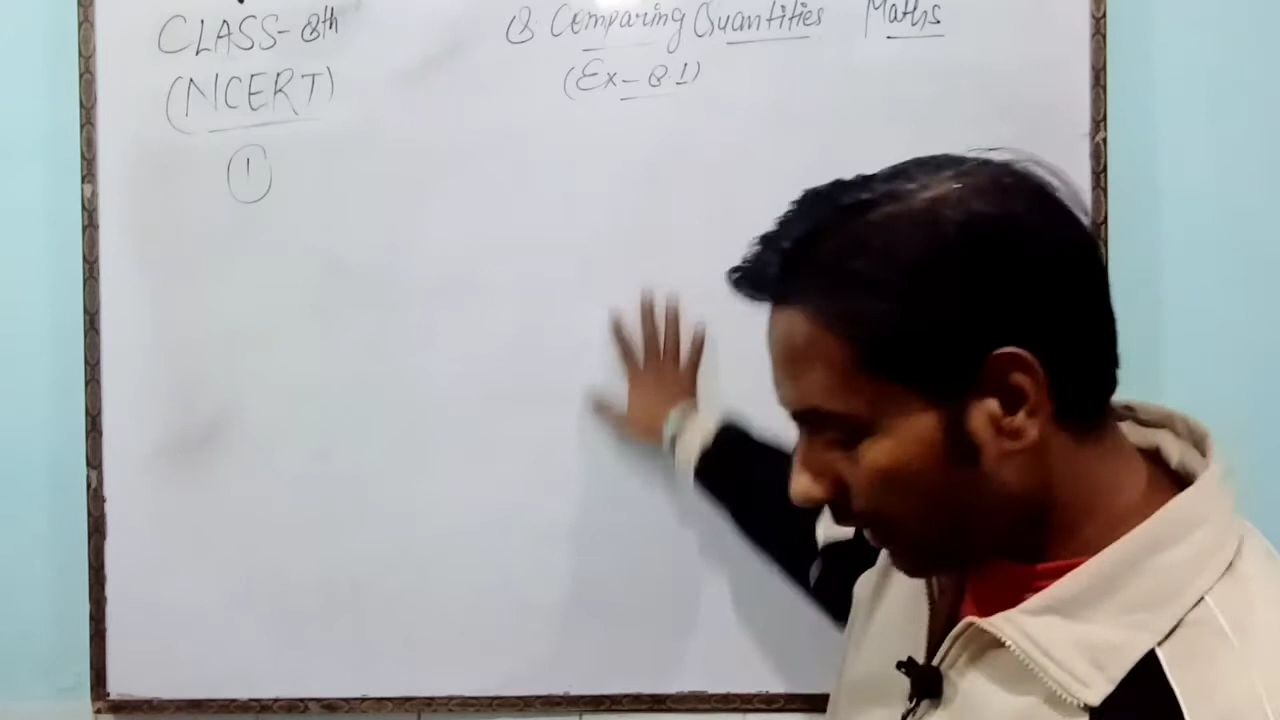 CLASS-8th
(NCERT)
1
8 Comparing Quantities Maths
(Ex-8.1)